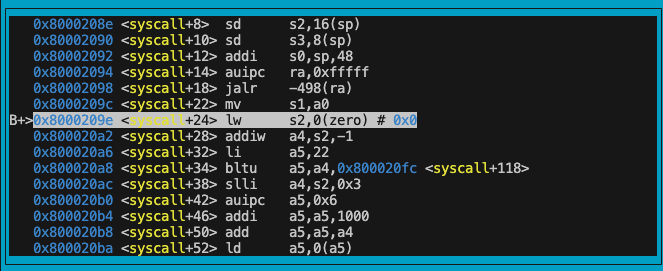 0x8000208e <syscall+8> sd s2,16(sp)
0x80002090 <syscall+10> sd s3,8(sp)
0x80002092 <syscall+12> addi s0,sp,48
0x80002094 <syscall+14> auipc ra,0xfffff
0x80002098 <syscall+18> jalr -498(ra)
0x8000209c <syscall+22> mv s1,a0
B+>0x8000209e <syscall+24> lw s2,0(zero) # 0x0
0x800020a2 <syscall+28> addiw a4,s2,-1
0x800020a6 <syscall+32> li a5,22
0x800020a8 <syscall+34> bltu a5,a4,0x800020fc <syscall+118>
0x800020ac <syscall+38> slli a4,s2,0x3
0x800020b0 <syscall+42> auipc a5,0x6
0x800020b4 <syscall+46> addi a5,a5,1000
0x800020b8 <syscall+50> add a5,a5,a4
0x800020ba <syscall+52> ld a5,0(a5)